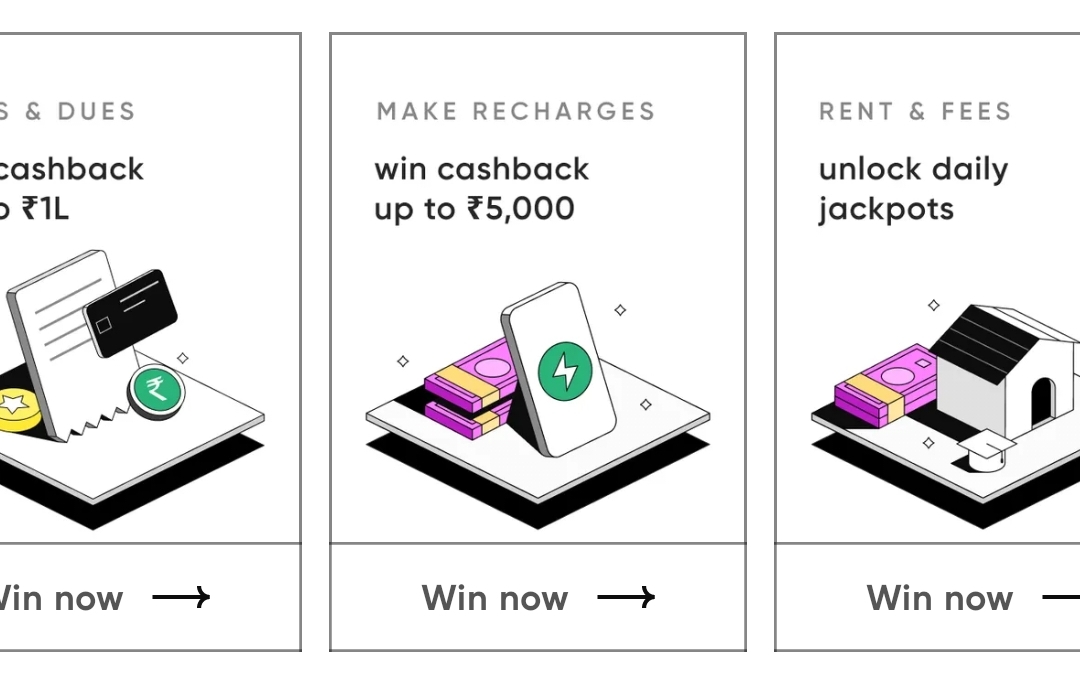 S & DUES
cashback
o ₹1L
Win now
MAKE RECHARGES
win cashback
up to ₹5,000
Win now
RENT & FEES
unlock daily
jackpots
Win now